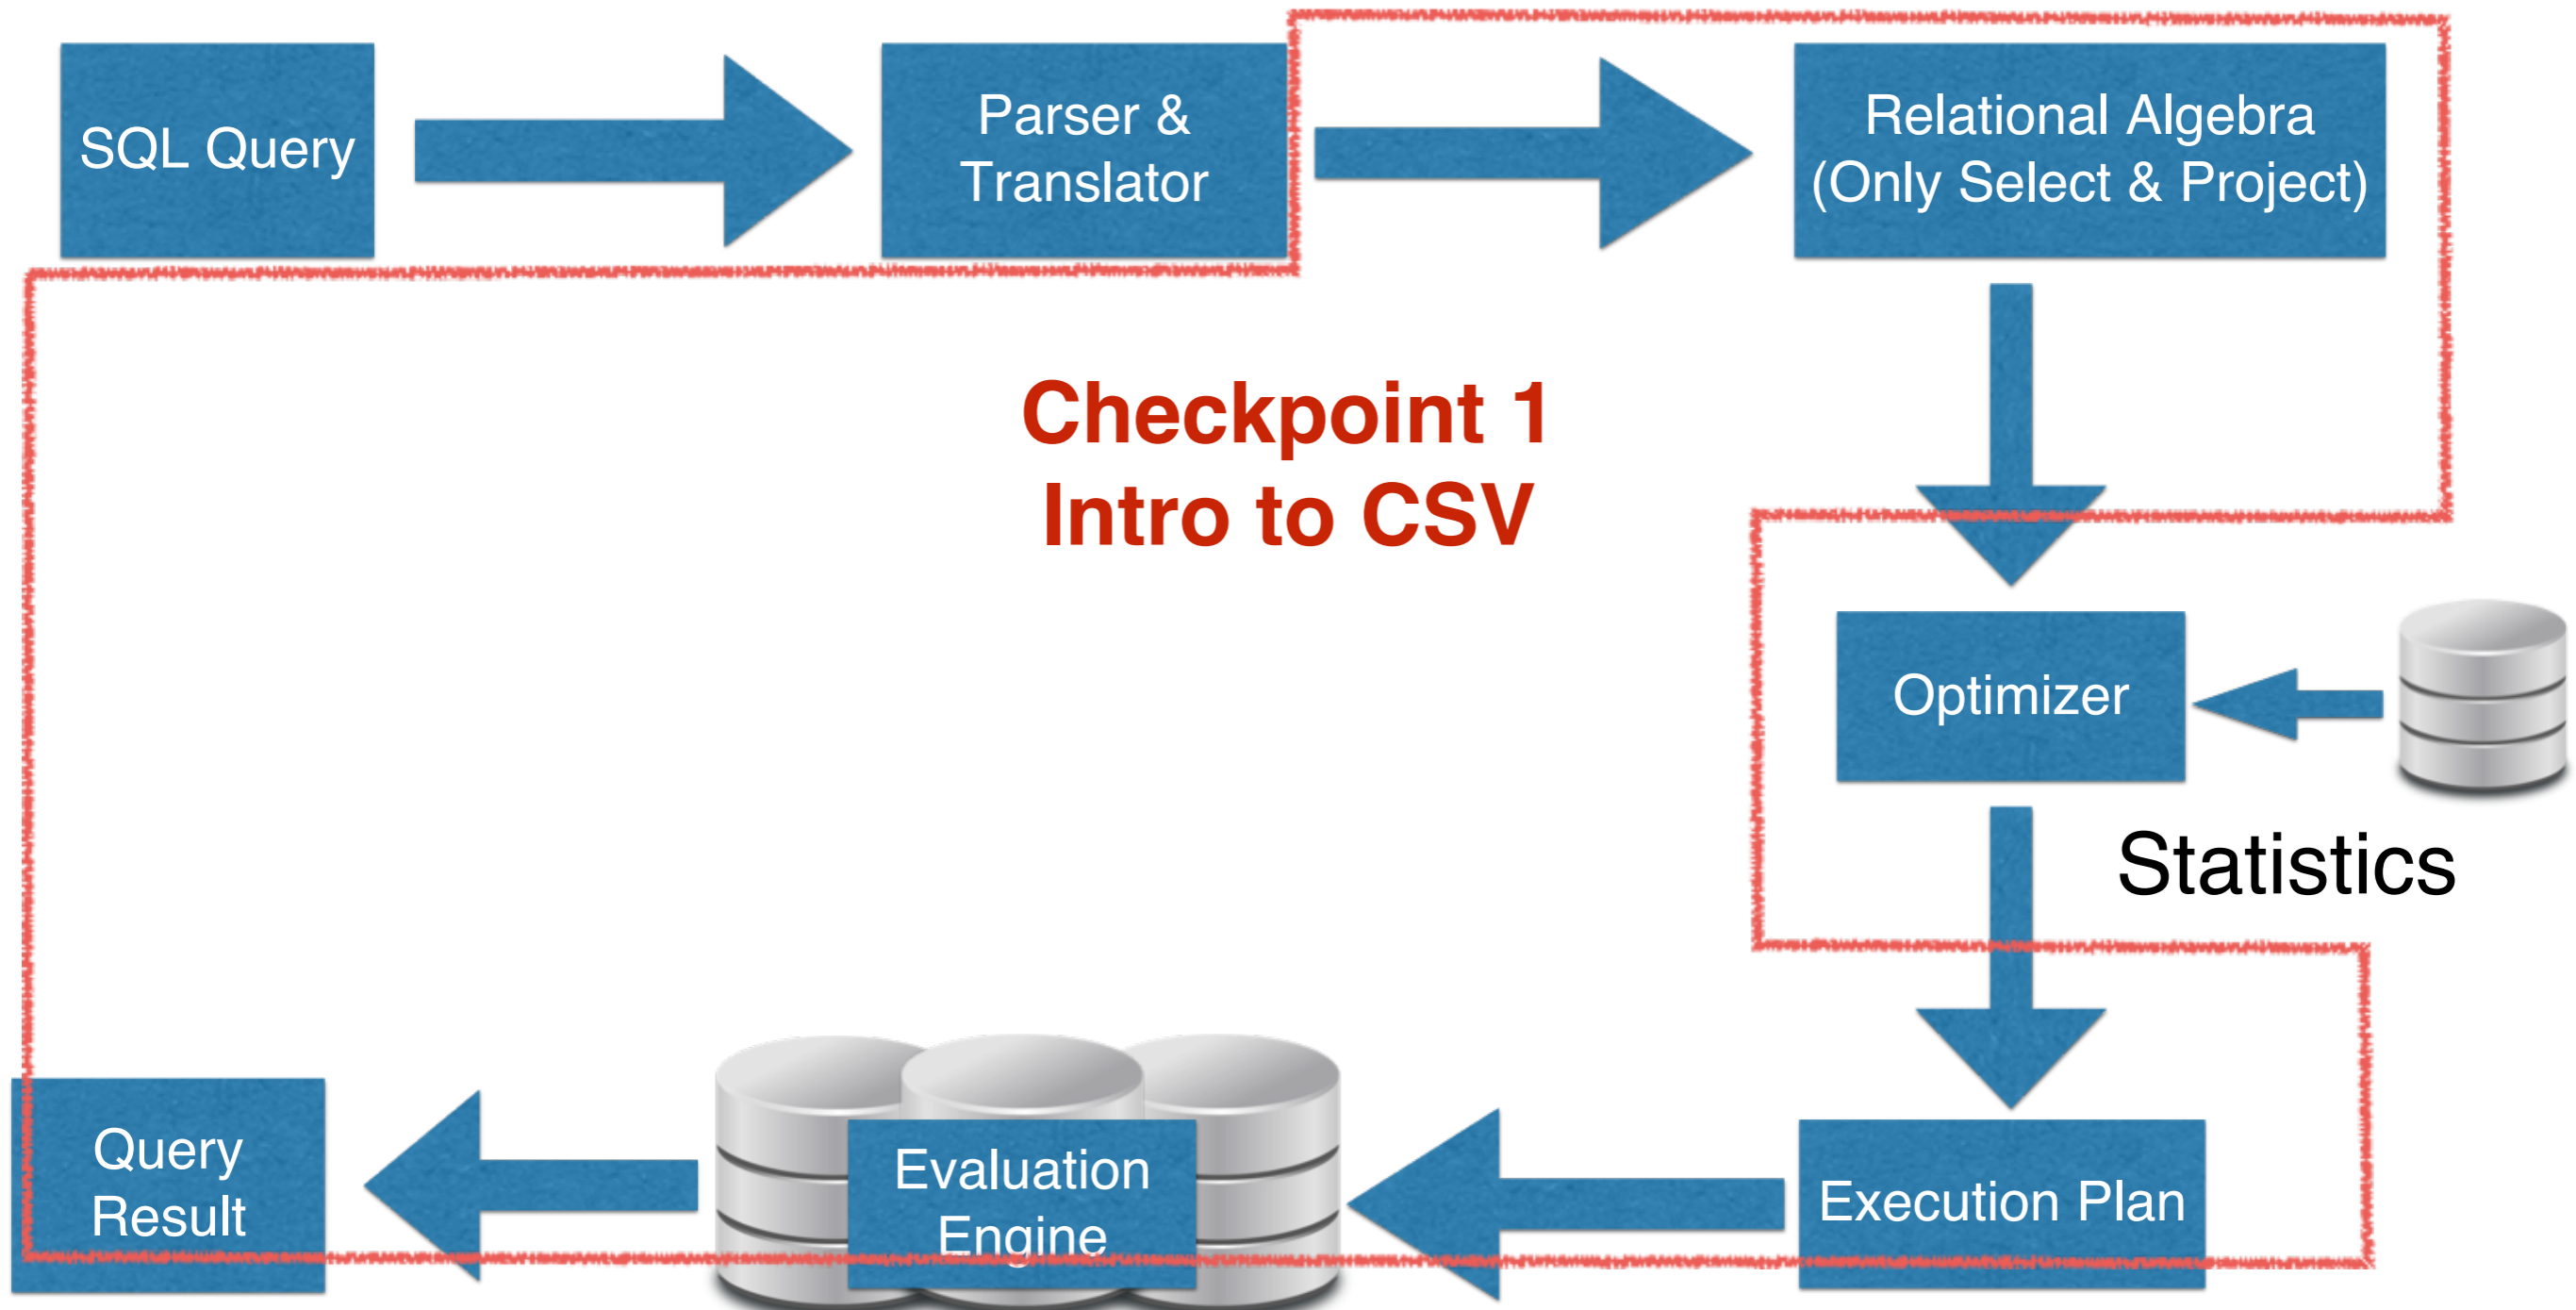 SQL Query
Parser &
Translator
Relational Algebra
(Only Select & Project)
Checkpoint 1
Intro to CSV
Optimizer
Statistics
Query
Result
Evaluation
Engine
Execution Plan